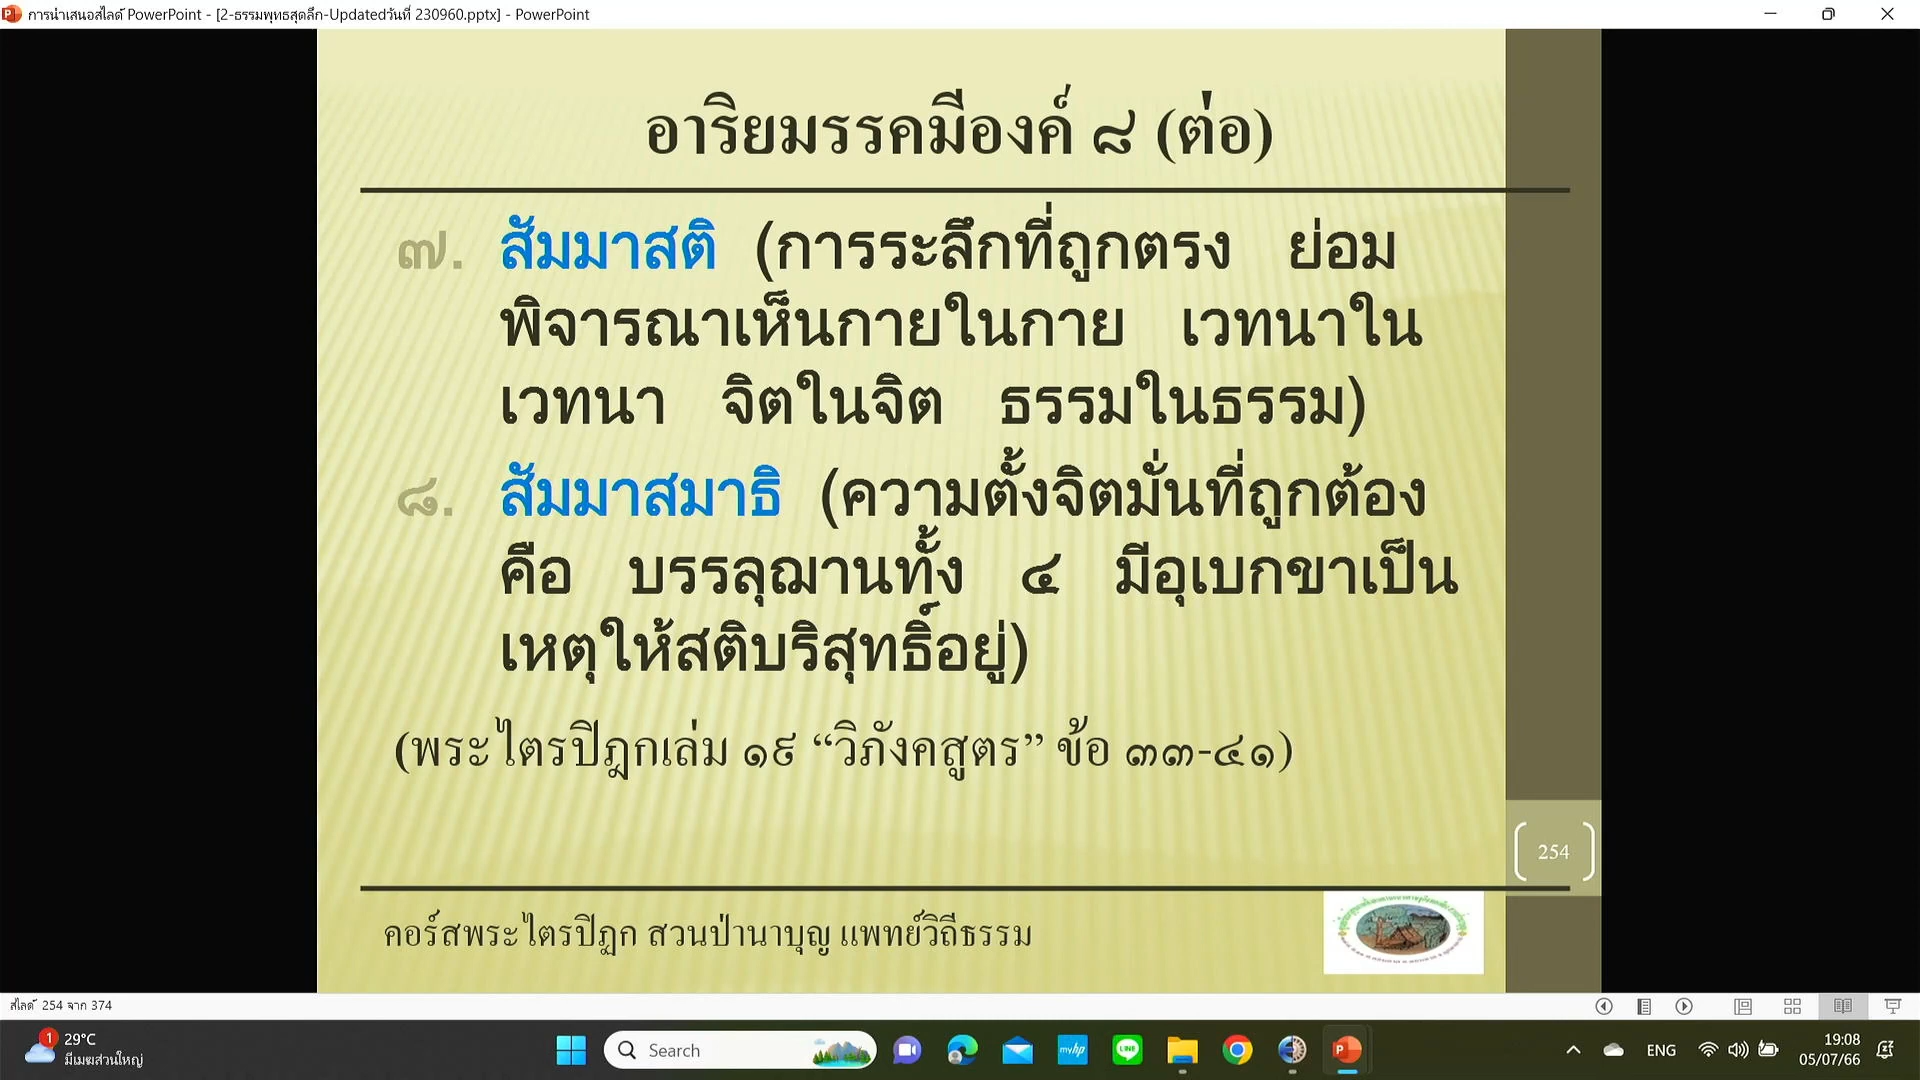 การนำเสนอสไลด์ PowerPoint - [2-ธรรมพุทธสุดลึก-Updatedวันที่ 230960.pptx] - PowerPoint
อาริยมรรคมีองค์ ๘ (ต่อ)
๗. สัมมาสติ (การระลึกที่ถูกตรง ย่อม
พิจารณาเห็นกายในกาย เวทนาใน
เวทนา จิตในจิต ธรรมในธรรม)
๘. สัมมาสมาธิ (ความตั้งจิตมั่นที่ถูกต้อง
คือ บรรลุฌานทั้ง ๔ มีอุเบกขาเป็น
เหตุให้สติบริสุทธิ์อยู่)
(พระไตรปิฎกเล่ม ๑๙ “วิภังคสูตร” ข้อ ๓๓-๔๑)
254
คอร์สพระไตรปิฎก สวนป่านาบุญ แพทย์วิถีธรรม
สไลด์ 254 จาก 374
1
29°C
มีเมฆส่วนใหญ่
Search
myhp
LINE
ENG
19:08
05/07/66